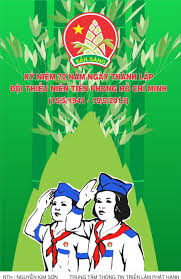 SẴN SÀNG
KỶ NIỆM 72 NĂM NGÀY THÀNH LẬP
ĐỘI THIẾU NIÊN TIỀN PHONG HỒ CHÍ MINH
(15/5/1941 - 15/5/2013)
NTH: NGUYỄN KIM SƠN
TRUNG TÂM THÔNG TIN TRIỂN LÃM PHÁT HÀNH